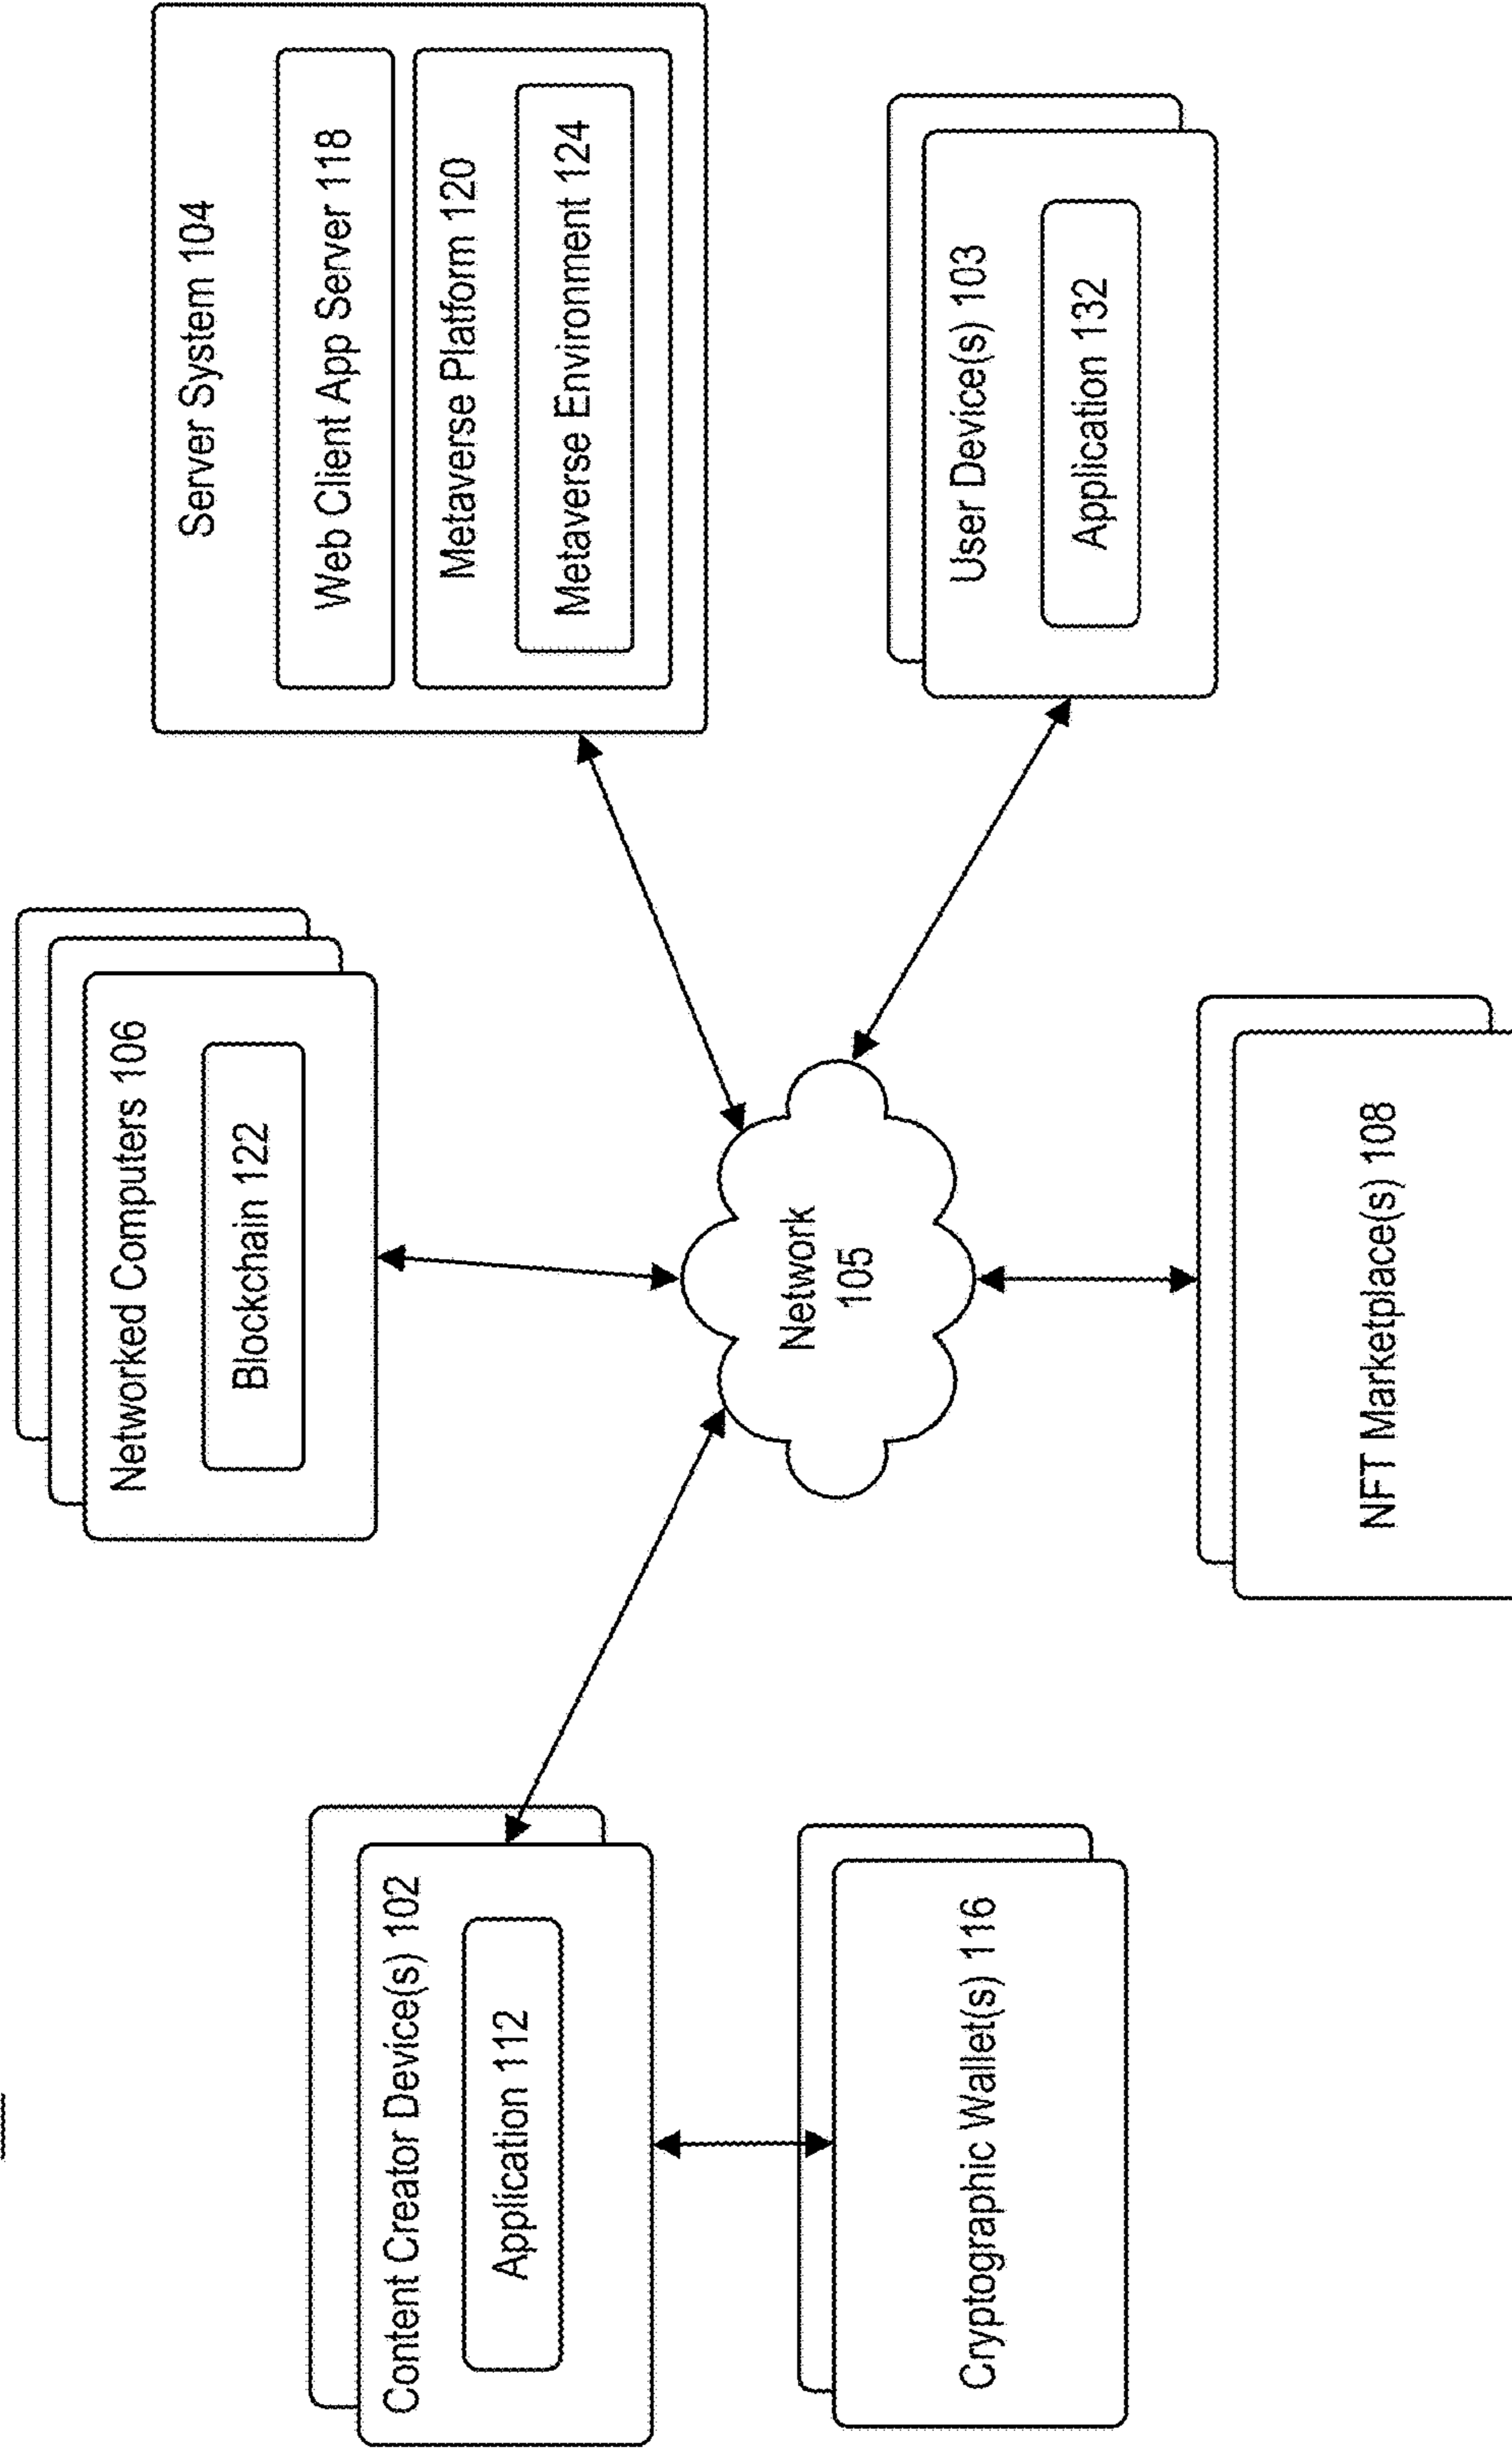 Networked Computers 106
Blockchain 122
Server System 104
Web Client App Server 118
Metaverse Platform 120
Metaverse Environment 124
Content Creator Device(s) 102
Application 112
Network
105
User Device(s) 103
Application 132
Cryptographic Wallet(s) 116
NFT Marketplace(s) 108